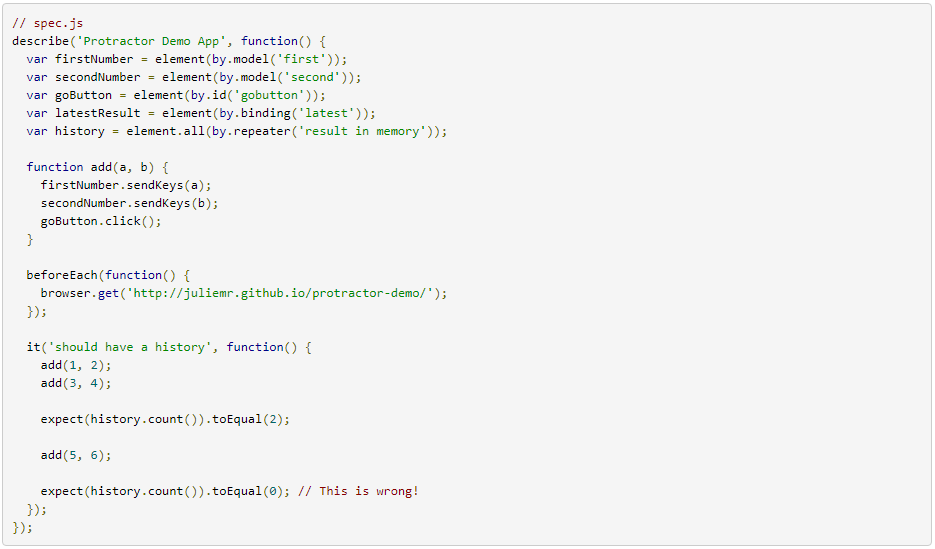 // spec.js
describe('Protractor Demo App', function() {
  var firstNumber = element(by.model('first'));
  var secondNumber = element(by.model('second'));
  var goButton = element(by.id('gobutton'));
  var latestResult = element(by.binding('latest'));
  var history = element.all(by.repeater('result in memory'));

  function add(a, b) {
    firstNumber.sendKeys(a);
    secondNumber.sendKeys(b);
    goButton.click();
  }

  beforeEach(function() {
    browser.get('http://juliemr.github.io/protractor-demo/');
  });

  it('should have a history', function() {
    add(1, 2);
    add(3, 4);

    expect(history.count()).toEqual(2);

    add(5, 6);

    expect(history.count()).toEqual(0); // This is wrong!
  });
});